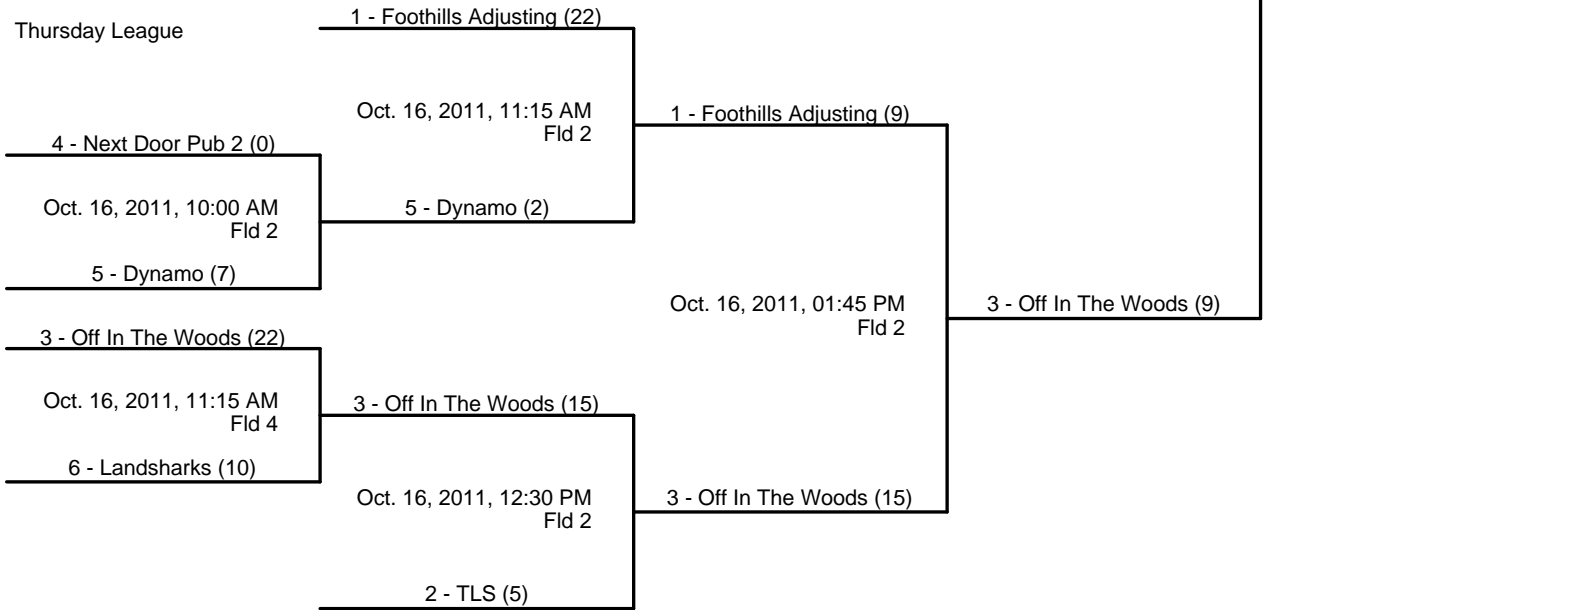 Thursday League
1 - Foothills Adjusting (22)
Oct. 16, 2011, 11:15 AM
Fld 2
1 - Foothills Adjusting (9)
4 - Next Door Pub 2 (0)
Oct. 16, 2011, 10:00 AM
Fld 2
5 - Dynamo (2)
5 - Dynamo (7)
Oct. 16, 2011, 01:45 PM
Fld 2
3 - Off In The Woods (9)
3 - Off In The Woods (22)
Oct. 16, 2011, 11:15 AM
Fld 4
3 - Off In The Woods (15)
6 - Landsharks (10)
Oct. 16, 2011, 12:30 PM
Fld 2
3 - Off In The Woods (15)
2 - TLS (5)